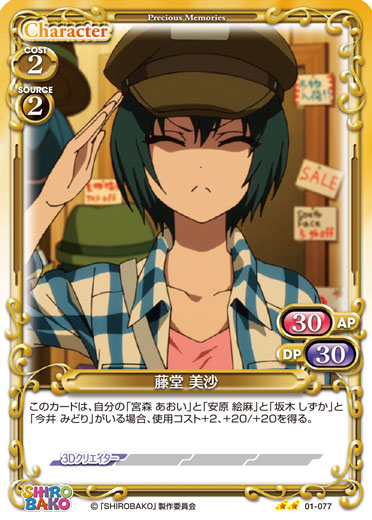 Precious Memories
Character
COST
2
SOURCE
2
SALE
30 AP
DP 30
藤堂 美沙
このカードは、自分の「宮森 あおい」と「安原 絵麻」と「坂木 しずか」と
「今井 みどり」がいる場合、使用コスト+2、+20/+20を得る。
3Dクリエイター
SHIRO
BAKO
© 「SHIROBAKO」製作委員会
01-077